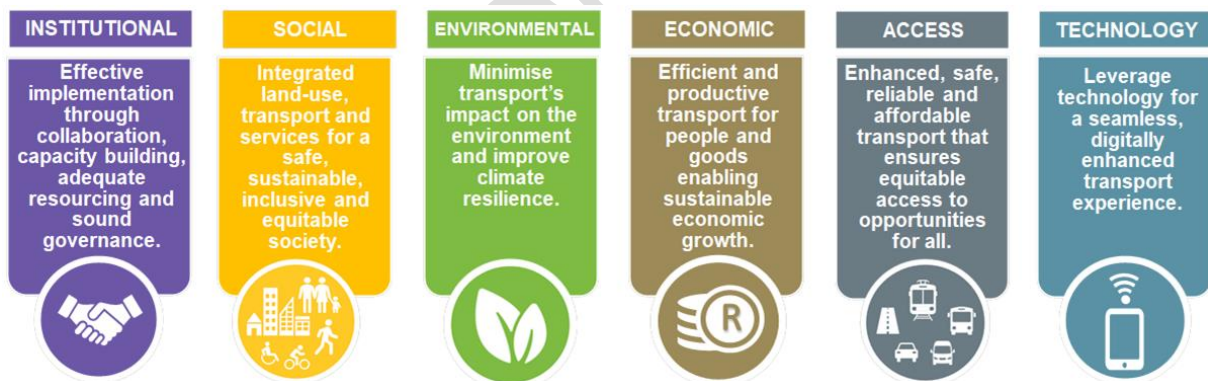 INSTITUTIONAL
Effective
implementation
through
collaboration,
capacity building,
adequate
resourcing and
sound
governance.
SOCIAL
Integrated
land-use,
transport and
services for a
safe,
sustainable,
inclusive and
equitable
society.
ENVIRONMENTAL
Minimise
transport's
impact on the
environment
and improve
climate
resilience.
ECONOMIC
Efficient and
productive
transport for
people and
goods
enabling
sustainable
economic
growth.
R
ACCESS
Enhanced, safe,
reliable and
affordable
transport that
ensures
equitable
access to
opportunities
for all.
TECHNOLOGY
Leverage
technology for
a seamless,
digitally
enhanced
transport
experience.